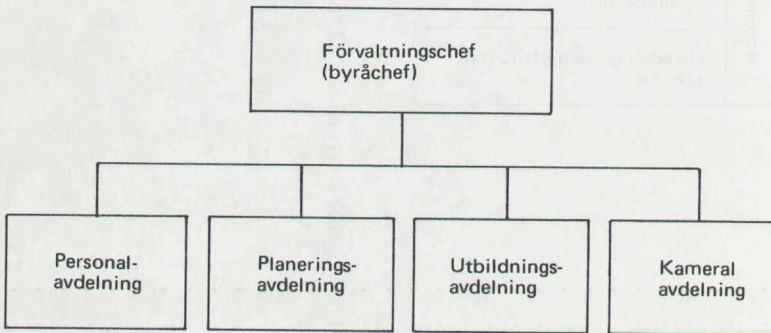 Förvaltningschef
(byråchef)
Personal-
avdelning
Planerings-
avdelning
Utbildnings-
avdelning
Kameral
avdelning